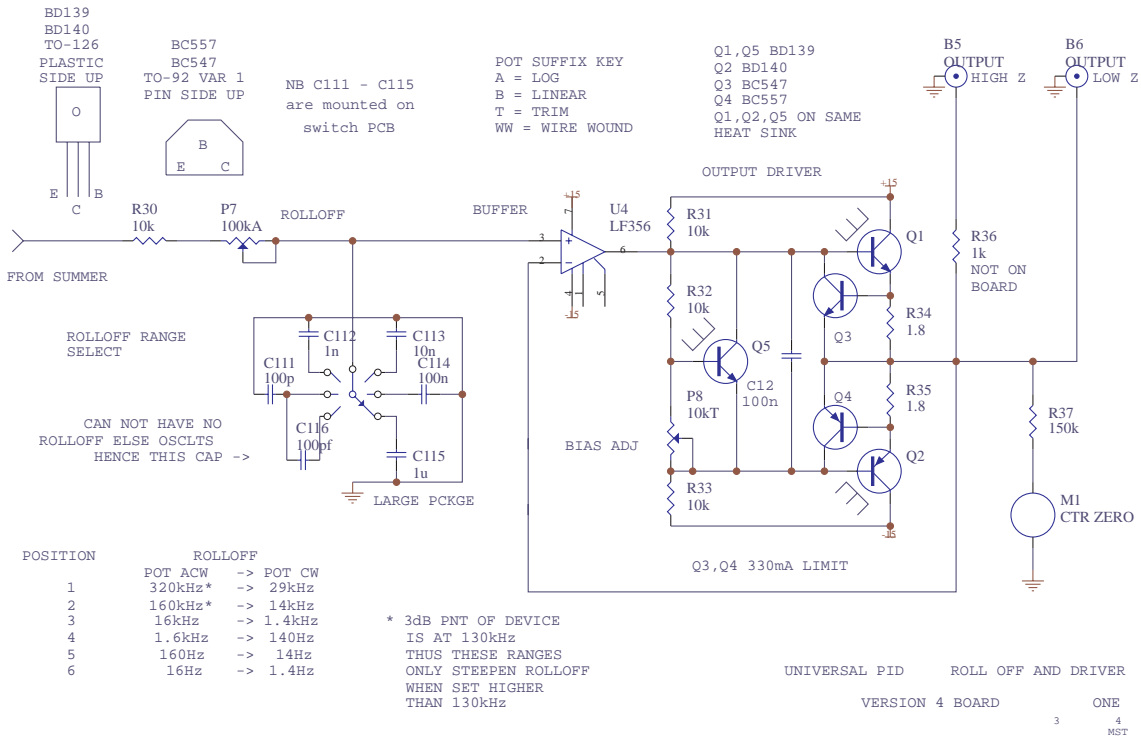 BD139
BD140
TO-126
PLASTIC
SIDE UP
O
E B
C
BC557
BC547
TO-92 VAR 1
PIN SIDE UP
B
E C
NB C111 - C115
are mounted on
switch PCB
POT SUFFIX KEY
A = LOG
B = LINEAR
T = TRIM
WW = WIRE WOUND
Q1,Q5 BD139
Q2 BD140
Q3 BC547
Q4 BC557
Q1,Q2,Q5 ON SAME
HEAT SINK
B5
OUTPUT
HIGH Z
B6
OUTPUT
LOW Z
OUTPUT DRIVER
R30
10k
P7
100kA
ROLLOFF
BUFFER
+15
7
U4
LF356
3
+
2
-
6
4
1
5
-15
FROM SUMMER
R31
10k
R32
10k
+15
Q1
R36
1k
NOT ON
BOARD
Q3
R34
1.8
Q5
C12
100n
P8
10kT
BIAS ADJ
Q4
R35
1.8
Q2
R33
10k
-15
R37
150k
M1
CTR ZERO
Q3,Q4 330mA LIMIT
ROLLOFF RANGE
SELECT
C112
1n
C113
10n
C111
100p
C114
100n
C116
100pf
C115
1u
CAN NOT HAVE NO
ROLLOFF ELSE OSCLTS
HENCE THIS CAP ->
LARGE PCKGE
POSITION ROLLOFF
POT ACW -> POT CW
1 320kHz* -> 29kHz
2 160kHz* -> 14kHz
3 16kHz -> 1.4kHz
4 1.6kHz -> 140Hz
5 160Hz -> 14Hz
6 16Hz -> 1.4Hz
* 3dB PNT OF DEVICE
IS AT 130kHz
THUS THESE RANGES
ONLY STEEPEN ROLLOFF
WHEN SET HIGHER
THAN 130kHz
UNIVERSAL PID ROLL OFF AND DRIVER
VERSION 4 BOARD ONE
3 4
MST